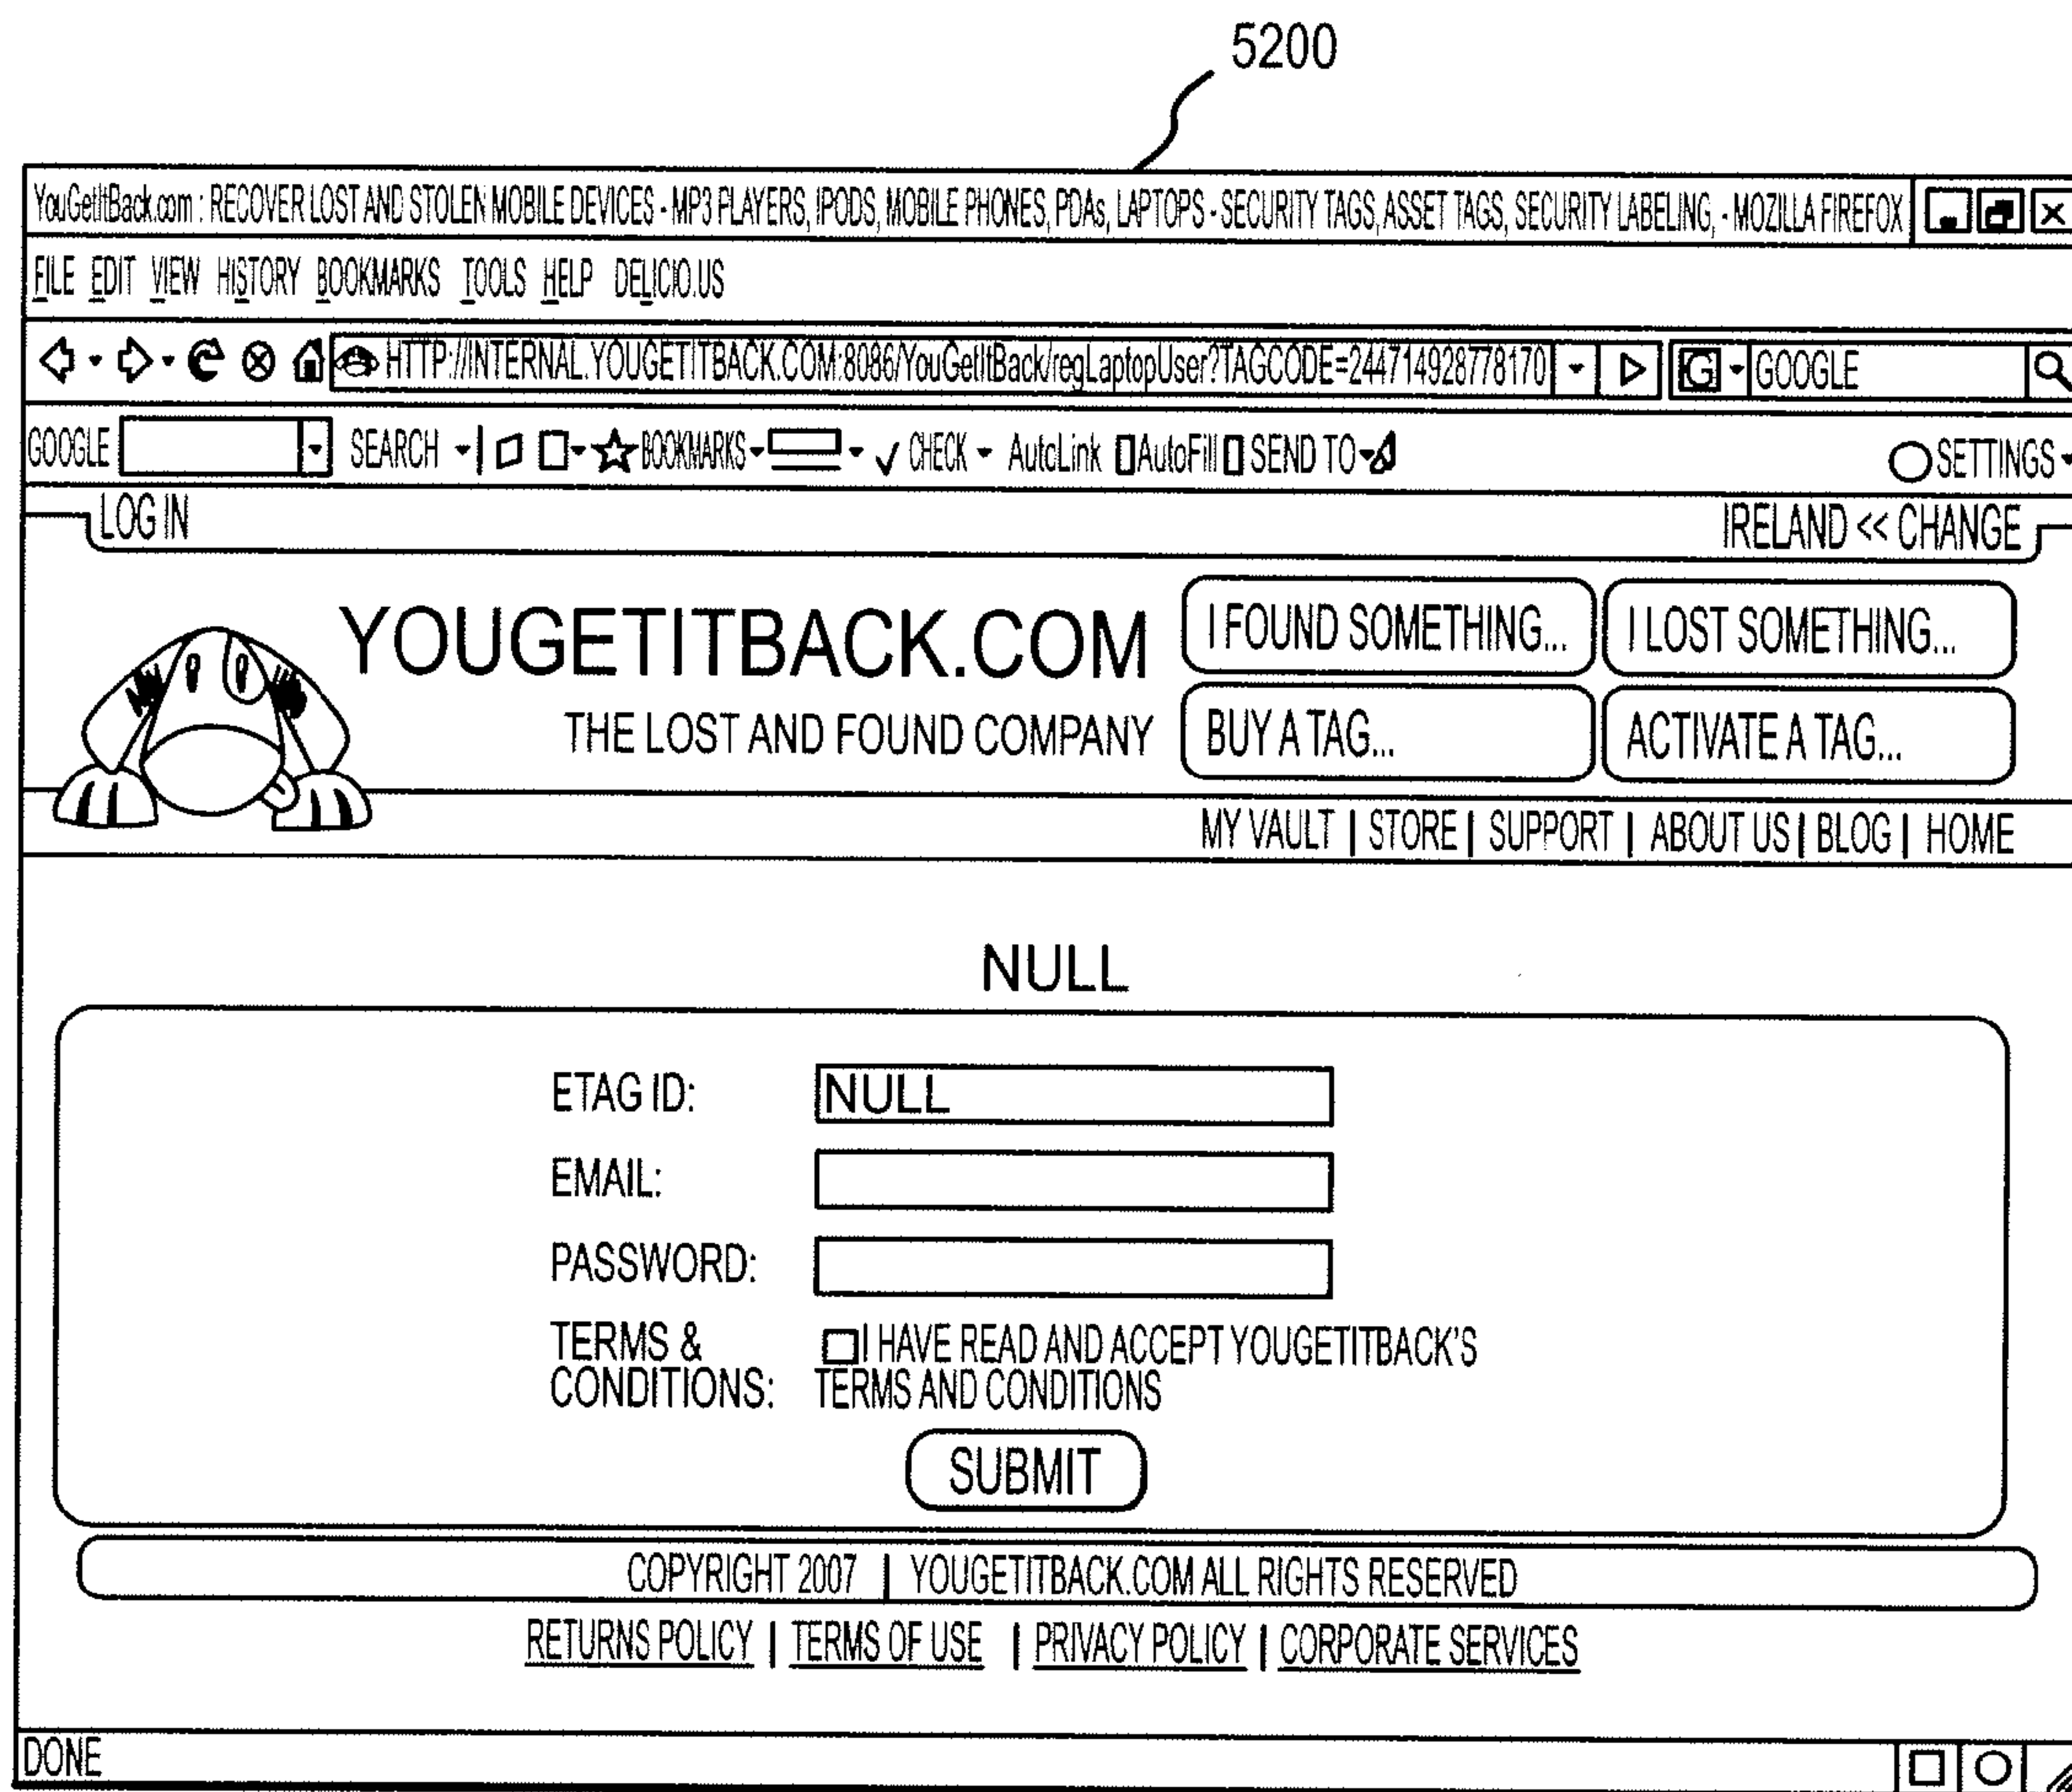 5200
YouGetItBack.com : RECOVER LOST AND STOLEN MOBILE DEVICES - MP3 PLAYERS, IPODS, MOBILE PHONES, PDAs, LAPTOPS - SECURITY TAGS, ASSET TAGS, SECURITY LABELING, - MOZILLA FIREFOX
FILE EDIT VIEW HISTORY BOOKMARKS TOOLS HELP DELICIO.US
HTTP://INTERNAL.YOUGETITBACK.COM:8086/YouGetItBack/regLaptopUser?TAGCODE=244714928778170 G GOOGLE
GOOGLE SEARCH BOOKMARKS CHECK AutoLink AutoFill SEND TO SETTINGS
LOG IN IRELAND << CHANGE
YOUGETITBACK.COM I FOUND SOMETHING... I LOST SOMETHING...
THE LOST AND FOUND COMPANY BUY A TAG... ACTIVATE A TAG...
MY VAULT | STORE | SUPPORT | ABOUT US | BLOG | HOME
NULL
ETAG ID: NULL
EMAIL:
PASSWORD:
TERMS & I HAVE READ AND ACCEPT YOUGETITBACK'S
CONDITIONS: TERMS AND CONDITIONS
SUBMIT
COPYRIGHT 2007 | YOUGETITBACK.COM ALL RIGHTS RESERVED
RETURNS POLICY | TERMS OF USE | PRIVACY POLICY | CORPORATE SERVICES
DONE